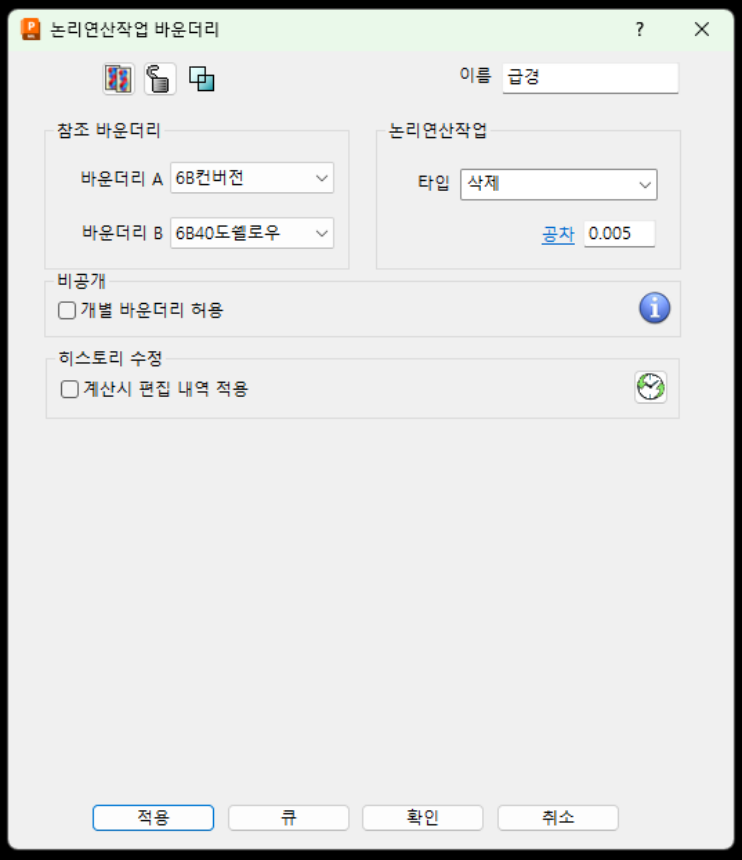 논리연산작업 바운더리 ? ×
이름 급경
참조 바운더리
바운더리 A 6B컨버전
바운더리 B 6B40도쉘로우
논리연산작업
타입 삭제
공차 0.005
비공개
개별 바운더리 허용
히스토리 수정
계산시 편집 내역 적용
적용 큐 확인 취소